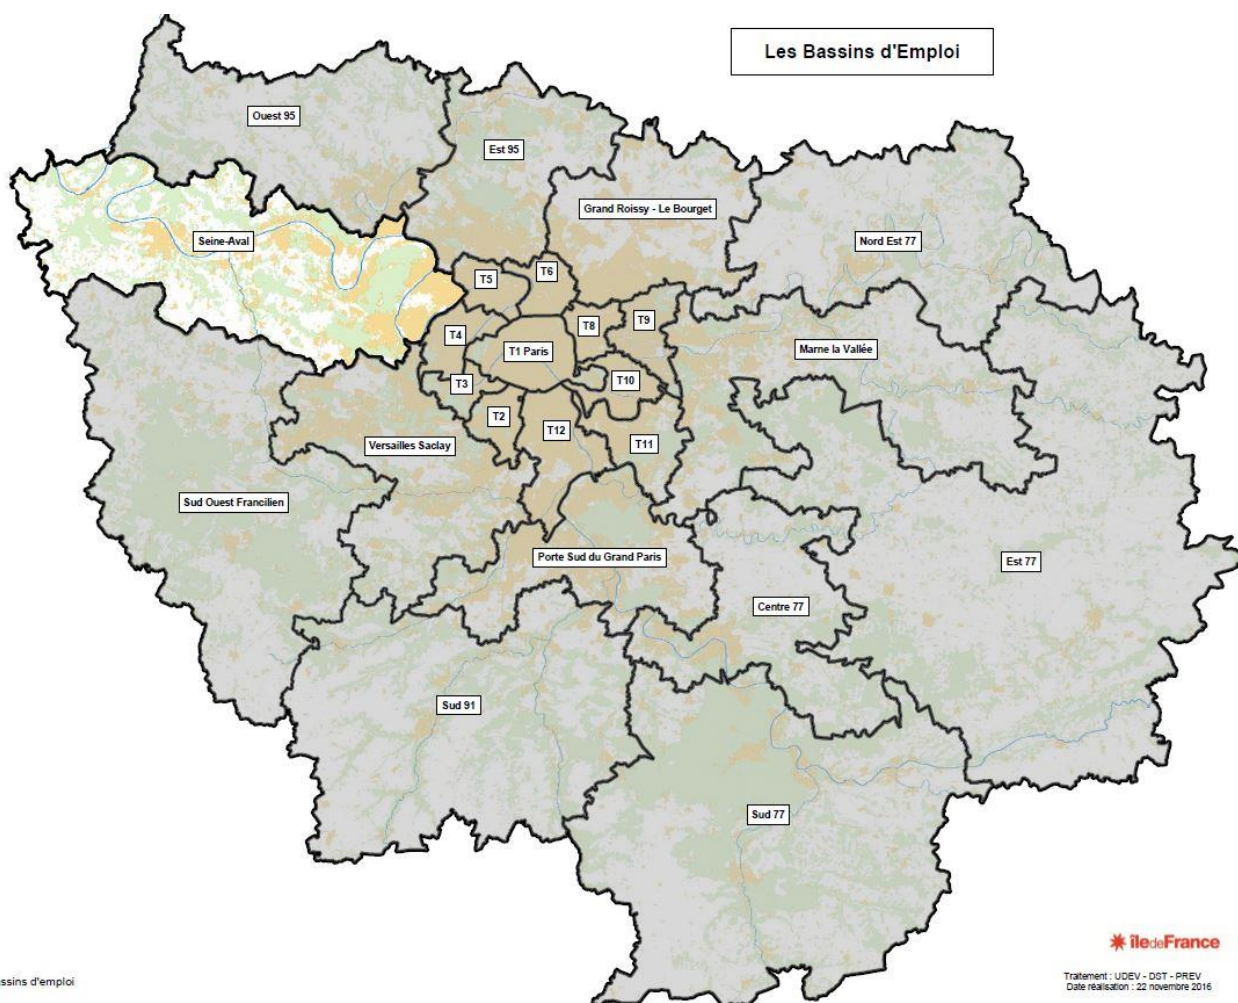 Les Bassins d'Emploi
Ouest 95
Est 95
Grand Roissy - Le Bourget
Seine-Aval
Nord Est 77
T6
T5
T9
T8
T4
T1 Paris
Marne la Vallée
T10
T3
T2
T12
T11
Versailles Saclay
Sud Ouest Francilien
Porte Sud du Grand Paris
Est 77
Centre 77
Sud 91
Sud 77
îledeFrance
Traitement : UDEV - DST - PREV
Date réalisation : 22 novembre 2016
ssins d'emploi